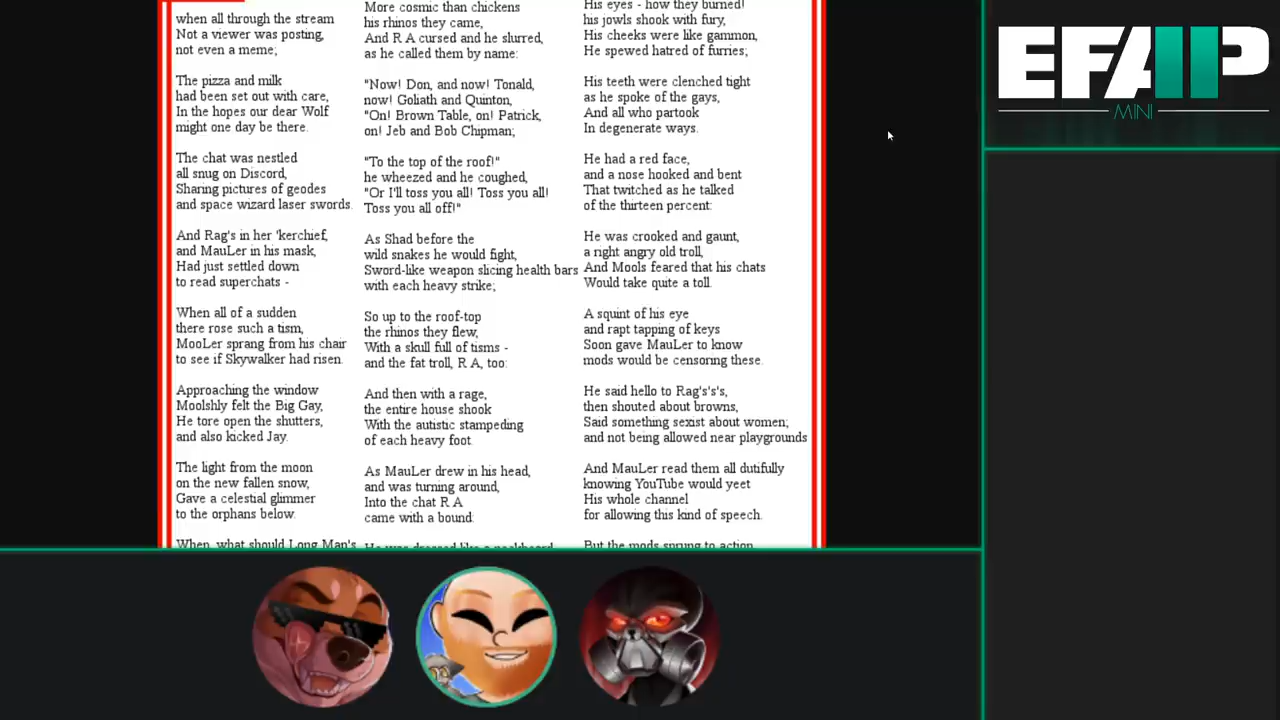 when all through the stream
Not a viewer was posting,
not even a meme;
The pizza and milk
had been set out with care,
In the hopes our dear Wolf
might one day be there.
The chat was nestled
all snug on Discord,
Sharing pictures of geodes
and space wizard laser swords.
And Rag's in her 'kerchief,
and MauLer in his mask,
Had just settled down
to read superchats -
When all of a sudden
there rose such a tism,
MooLer sprang from his chair
to see if Skywalker had risen.
Approaching the window
Moolshly felt the Big Gay,
He tore open the shutters,
and also kicked Jay.
The light from the moon
on the new fallen snow,
Gave a celestial glimmer
to the orphans below.
When, what should Long Man's
More cosmic than chickens
his rhinos they came,
And R A cursed and he slurred,
as he called them by name:
"Now! Don, and now! Tonald,
now! Goliath and Quinton,
"On! Brown Table, on! Patrick,
on! Jeb and Bob Chipman;
"To the top of the roof!"
he wheezed and he coughed,
"Or I'll toss you all! Toss you all!
Toss you all off!"
As Shad before the
wild snakes he would fight,
Sword-like weapon slicing health bars
with each heavy strike;
So up to the roof-top
the rhinos they flew,
With a skull full of tisms -
and the fat troll, R A, too:
And then with a rage,
the entire house shook
With the autistic stampeding
of each heavy foot.
As MauLer drew in his head,
and was turning around,
Into the chat R A
came with a bound:
He was dressed like a neckbeard
His eyes - how they burned!
his jowls shook with fury,
His cheeks were like gammon,
He spewed hatred of furries;
His teeth were clenched tight
as he spoke of the gays,
And all who partook
In degenerate ways.
He had a red face,
and a nose hooked and bent
That twitched as he talked
of the thirteen percent:
He was crooked and gaunt,
a right angry old troll,
And Mools feared that his chats
Would take quite a toll.
A squint of his eye
and rapt tapping of keys
Soon gave MauLer to know
mods would be censoring these.
He said hello to Rag's's's,
then shouted about browns,
Said something sexist about women;
and not being allowed near playgrounds
And MauLer read them all dutifully
knowing YouTube would yeet
His whole channel
for allowing this kind of speech.
But the mods sprung to action
EFAP
MINI